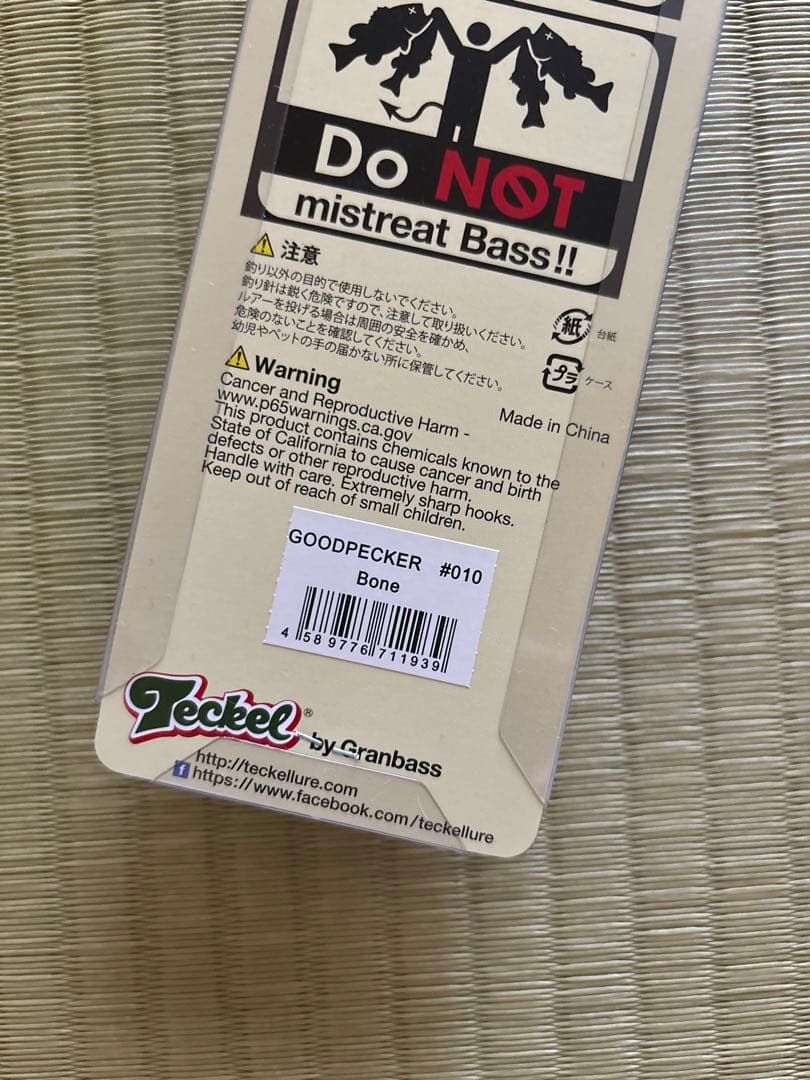 Do NOT
mistreat Bass!!
注意
釣り以外の目的で使用しないでください。
釣り針は鋭く危険ですので、注意して取り扱いください。
ルアーを投げる場合は周囲の安全を確かめ、
危険のないことを確認してください。
幼児やペットの手の届かない所に保管してください。
紙 台紙
プラ ケース
Warning
Cancer and Reproductive Harm -
www.p65warnings.ca.gov
Made in China
This product contains chemicals known to the
State of California to cause cancer and birth
defects or other reproductive harm.
Handle with care. Extremely sharp hooks.
Keep out of reach of small children.
GOODPECKER #010
Bone
4 589776 711939
Teckel® by Granbass
http://teckellure.com
f https://www.facebook.com/teckellure